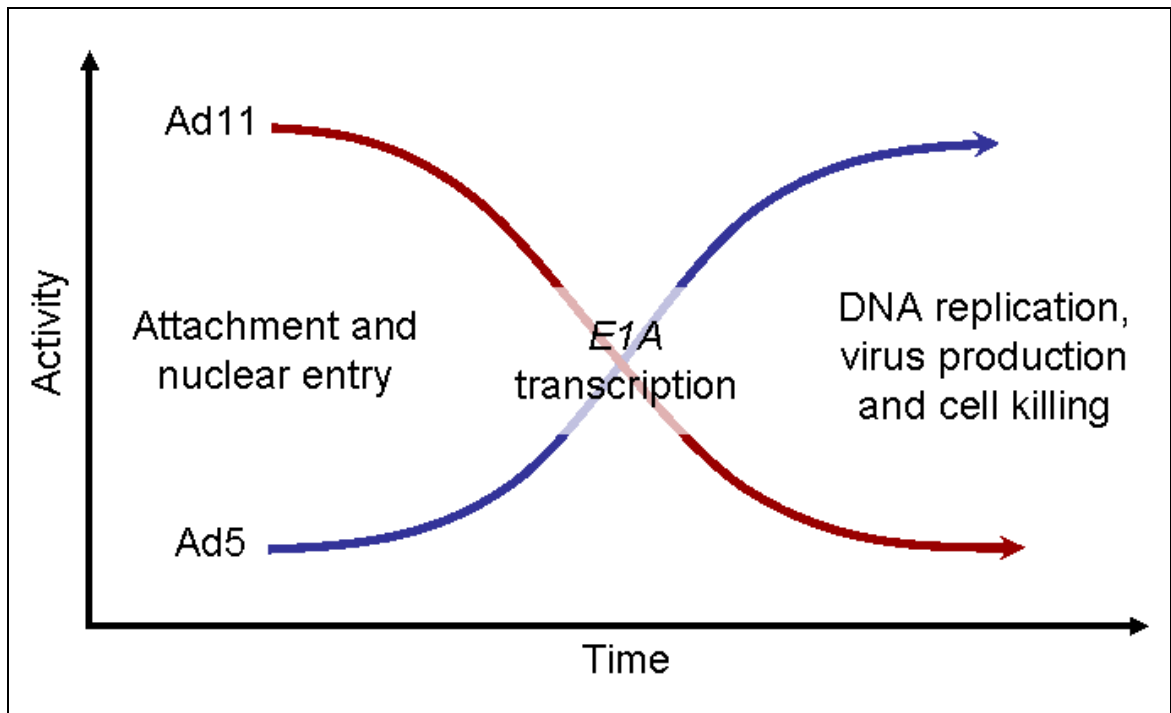 Ad11
Activity
Attachment and
nuclear entry
E1A
transcription
DNA replication,
virus production
and cell killing
Ad5
Time